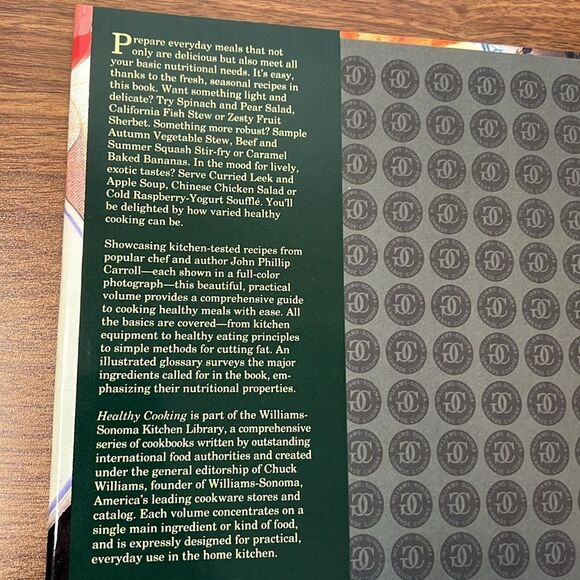 Prepare everyday meals that not
only are delicious but also meet all
your basic nutritional needs. It's easy,
thanks to the fresh, seasonal recipes in
this book. Want something light and
delicate? Try Spinach and Pear Salad,
California Fish Stew or Zesty Fruit
Sherbet. Something more robust? Sample
Autumn Vegetable Stew, Beef and
Summer Squash Stir-fry or Caramel
Baked Bananas. In the mood for lively,
exotic tastes? Serve Curried Leek and
Apple Soup, Chinese Chicken Salad or
Cold Raspberry-Yogurt Soufflé. You'll
be delighted by how varied healthy
cooking can be.
Showcasing kitchen-tested recipes from
popular chef and author John Phillip
Carroll—each shown in a full-color
photograph—this beautiful, practical
volume provides a comprehensive guide
to cooking healthy meals with ease. All
the basics are covered—from kitchen
equipment to healthy eating principles
to simple methods for cutting fat. An
illustrated glossary surveys the major
ingredients called for in the book, em-
phasizing their nutritional properties.
Healthy Cooking is part of the Williams-
Sonoma Kitchen Library, a comprehensive
series of cookbooks written by outstanding
international food authorities and created
under the general editorship of Chuck
Williams, founder of Williams-Sonoma,
America's leading cookware stores and
catalog. Each volume concentrates on a
single main ingredient or kind of food,
and is expressly designed for practical,
everyday use in the home kitchen.